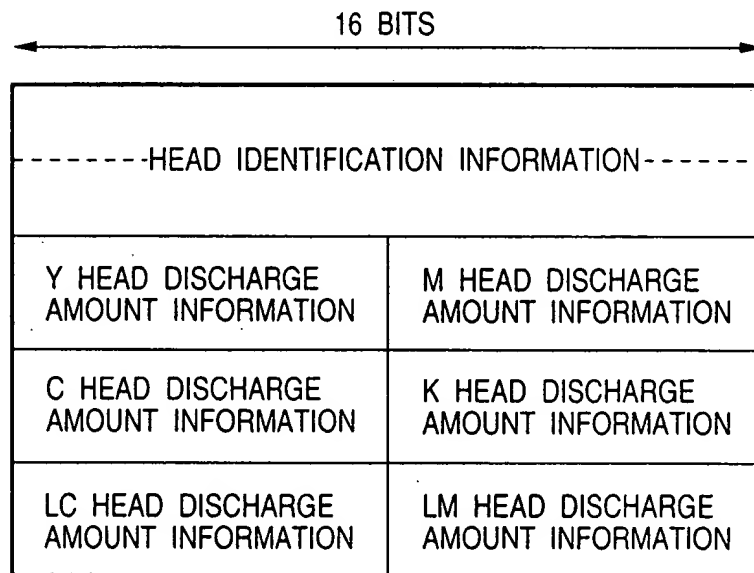 16 BITS
HEAD IDENTIFICATION INFORMATION
Y HEAD DISCHARGE
AMOUNT INFORMATION
M HEAD DISCHARGE
AMOUNT INFORMATION
C HEAD DISCHARGE
AMOUNT INFORMATION
K HEAD DISCHARGE
AMOUNT INFORMATION
LC HEAD DISCHARGE
AMOUNT INFORMATION
LM HEAD DISCHARGE
AMOUNT INFORMATION